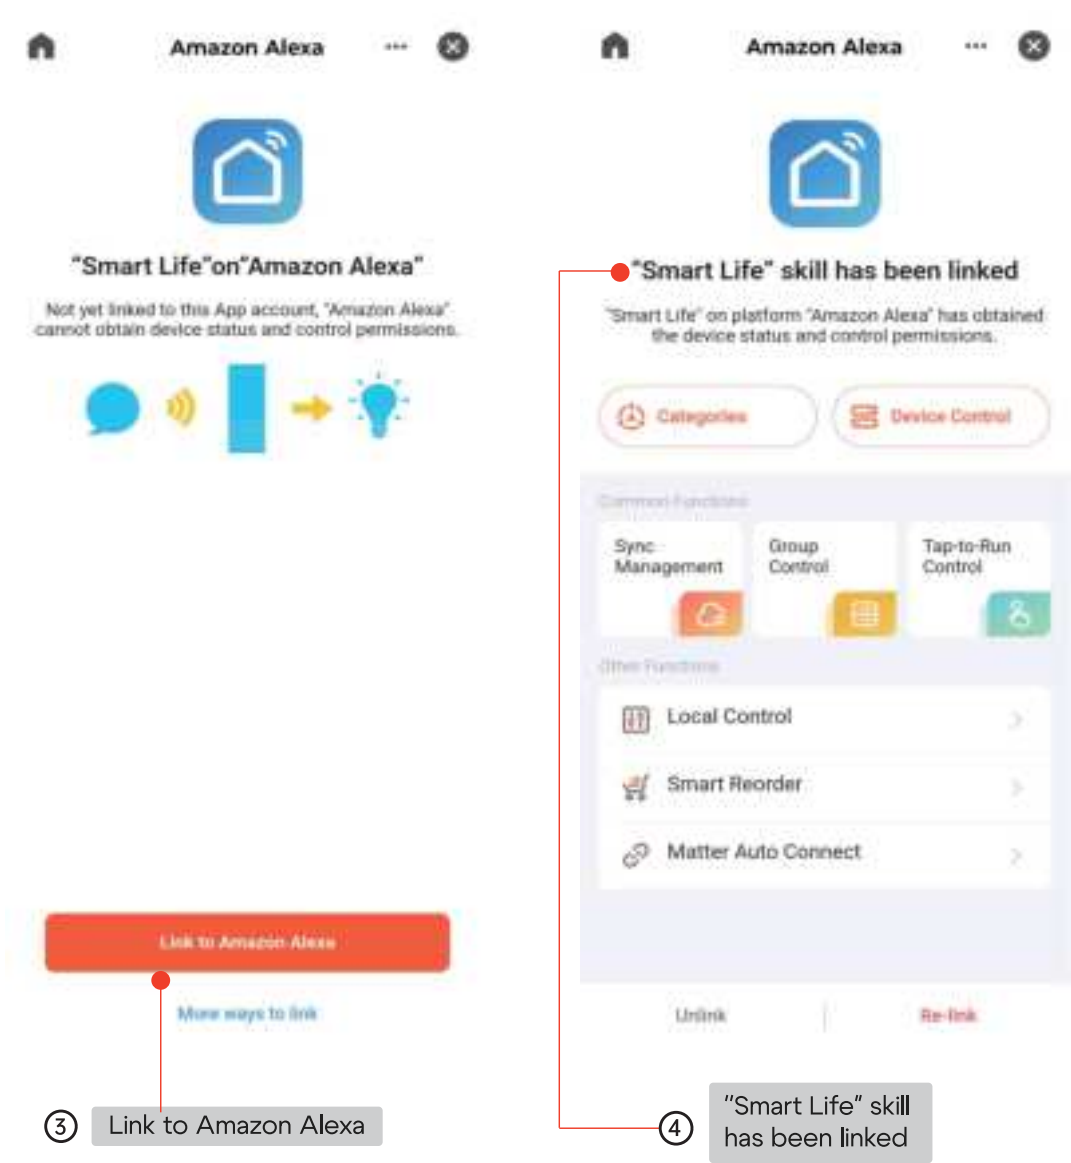 Amazon Alexa
"Smart Life"on"Amazon Alexa"
Not yet linked to this App account, "Amazon Alexa"
cannot obtain device status and control permissions.
Link to Amazon Alexa
More ways to link
3 Link to Amazon Alexa
Amazon Alexa
"Smart Life" skill has been linked
"Smart Life" on platform "Amazon Alexa" has obtained
the device status and control permissions.
Categories
Device Control
Common Functions
Sync
Management
Group
Control
Tap-to-Run
Control
Other Functions
Local Control
Smart Reorder
Matter Auto Connect
Unlink
Re-link
4 "Smart Life" skill
has been linked